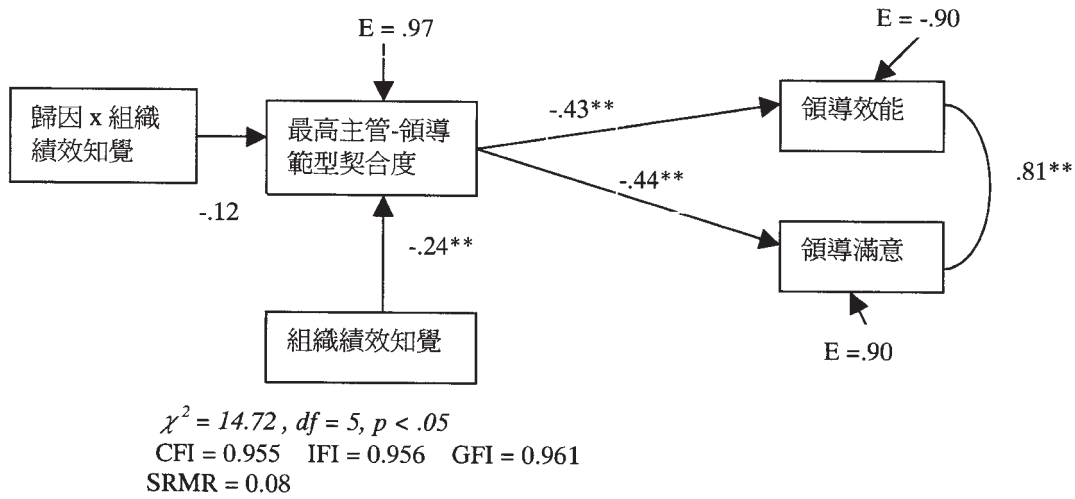 E = .97
E = -.90
歸因 x 組織
績效知覺
最高主管-領導
範型契合度
-.43**
領導效能
.81**
-.12
-.44**
領導滿意
-.24**
組織績效知覺
E =.90
χ² = 14.72 , df = 5, p < .05
CFI = 0.955 IFI = 0.956 GFI = 0.961
SRMR = 0.08